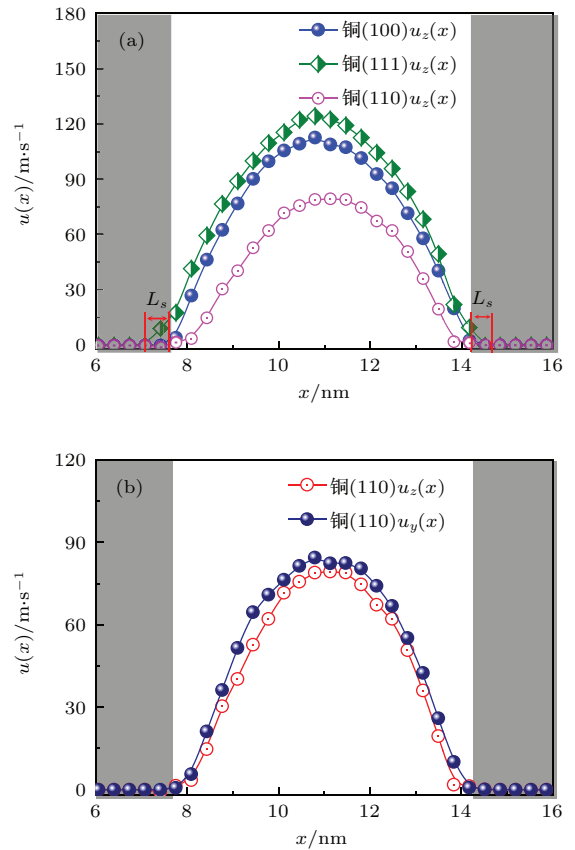 (a)
铜(100)u_z(x)
铜(111)u_z(x)
铜(110)u_z(x)
180
150
120
90
60
30
0
u(x)/m·s⁻¹
L_s
L_s
6 8 10 12 14 16
x/nm
(b)
铜(110)u_z(x)
铜(110)u_y(x)
120
90
60
30
0
u(x)/m·s⁻¹
6 8 10 12 14 16
x/nm